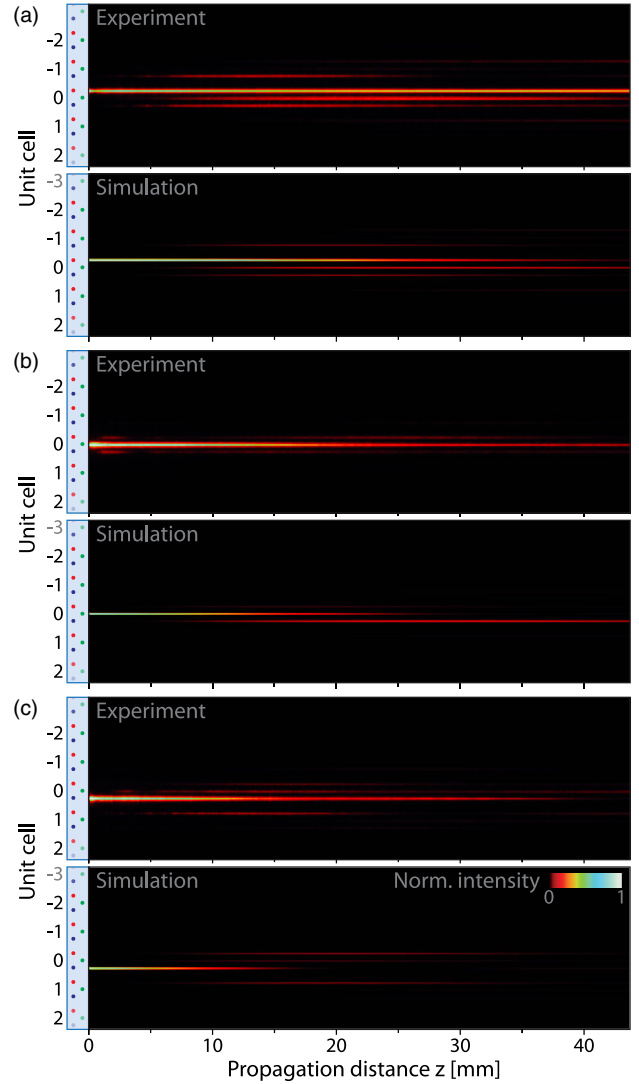 (a)
Experiment
-2
-1
0
1
2
Unit cell
Simulation
-3
-2
-1
0
1
2
(b)
Experiment
-2
-1
0
1
2
Unit cell
Simulation
-3
-2
-1
0
1
2
(c)
Experiment
-2
-1
0
1
2
Unit cell
Simulation
Norm. intensity
0 1
-3
-2
-1
0
1
2
0 10 20 30 40
Propagation distance z [mm]